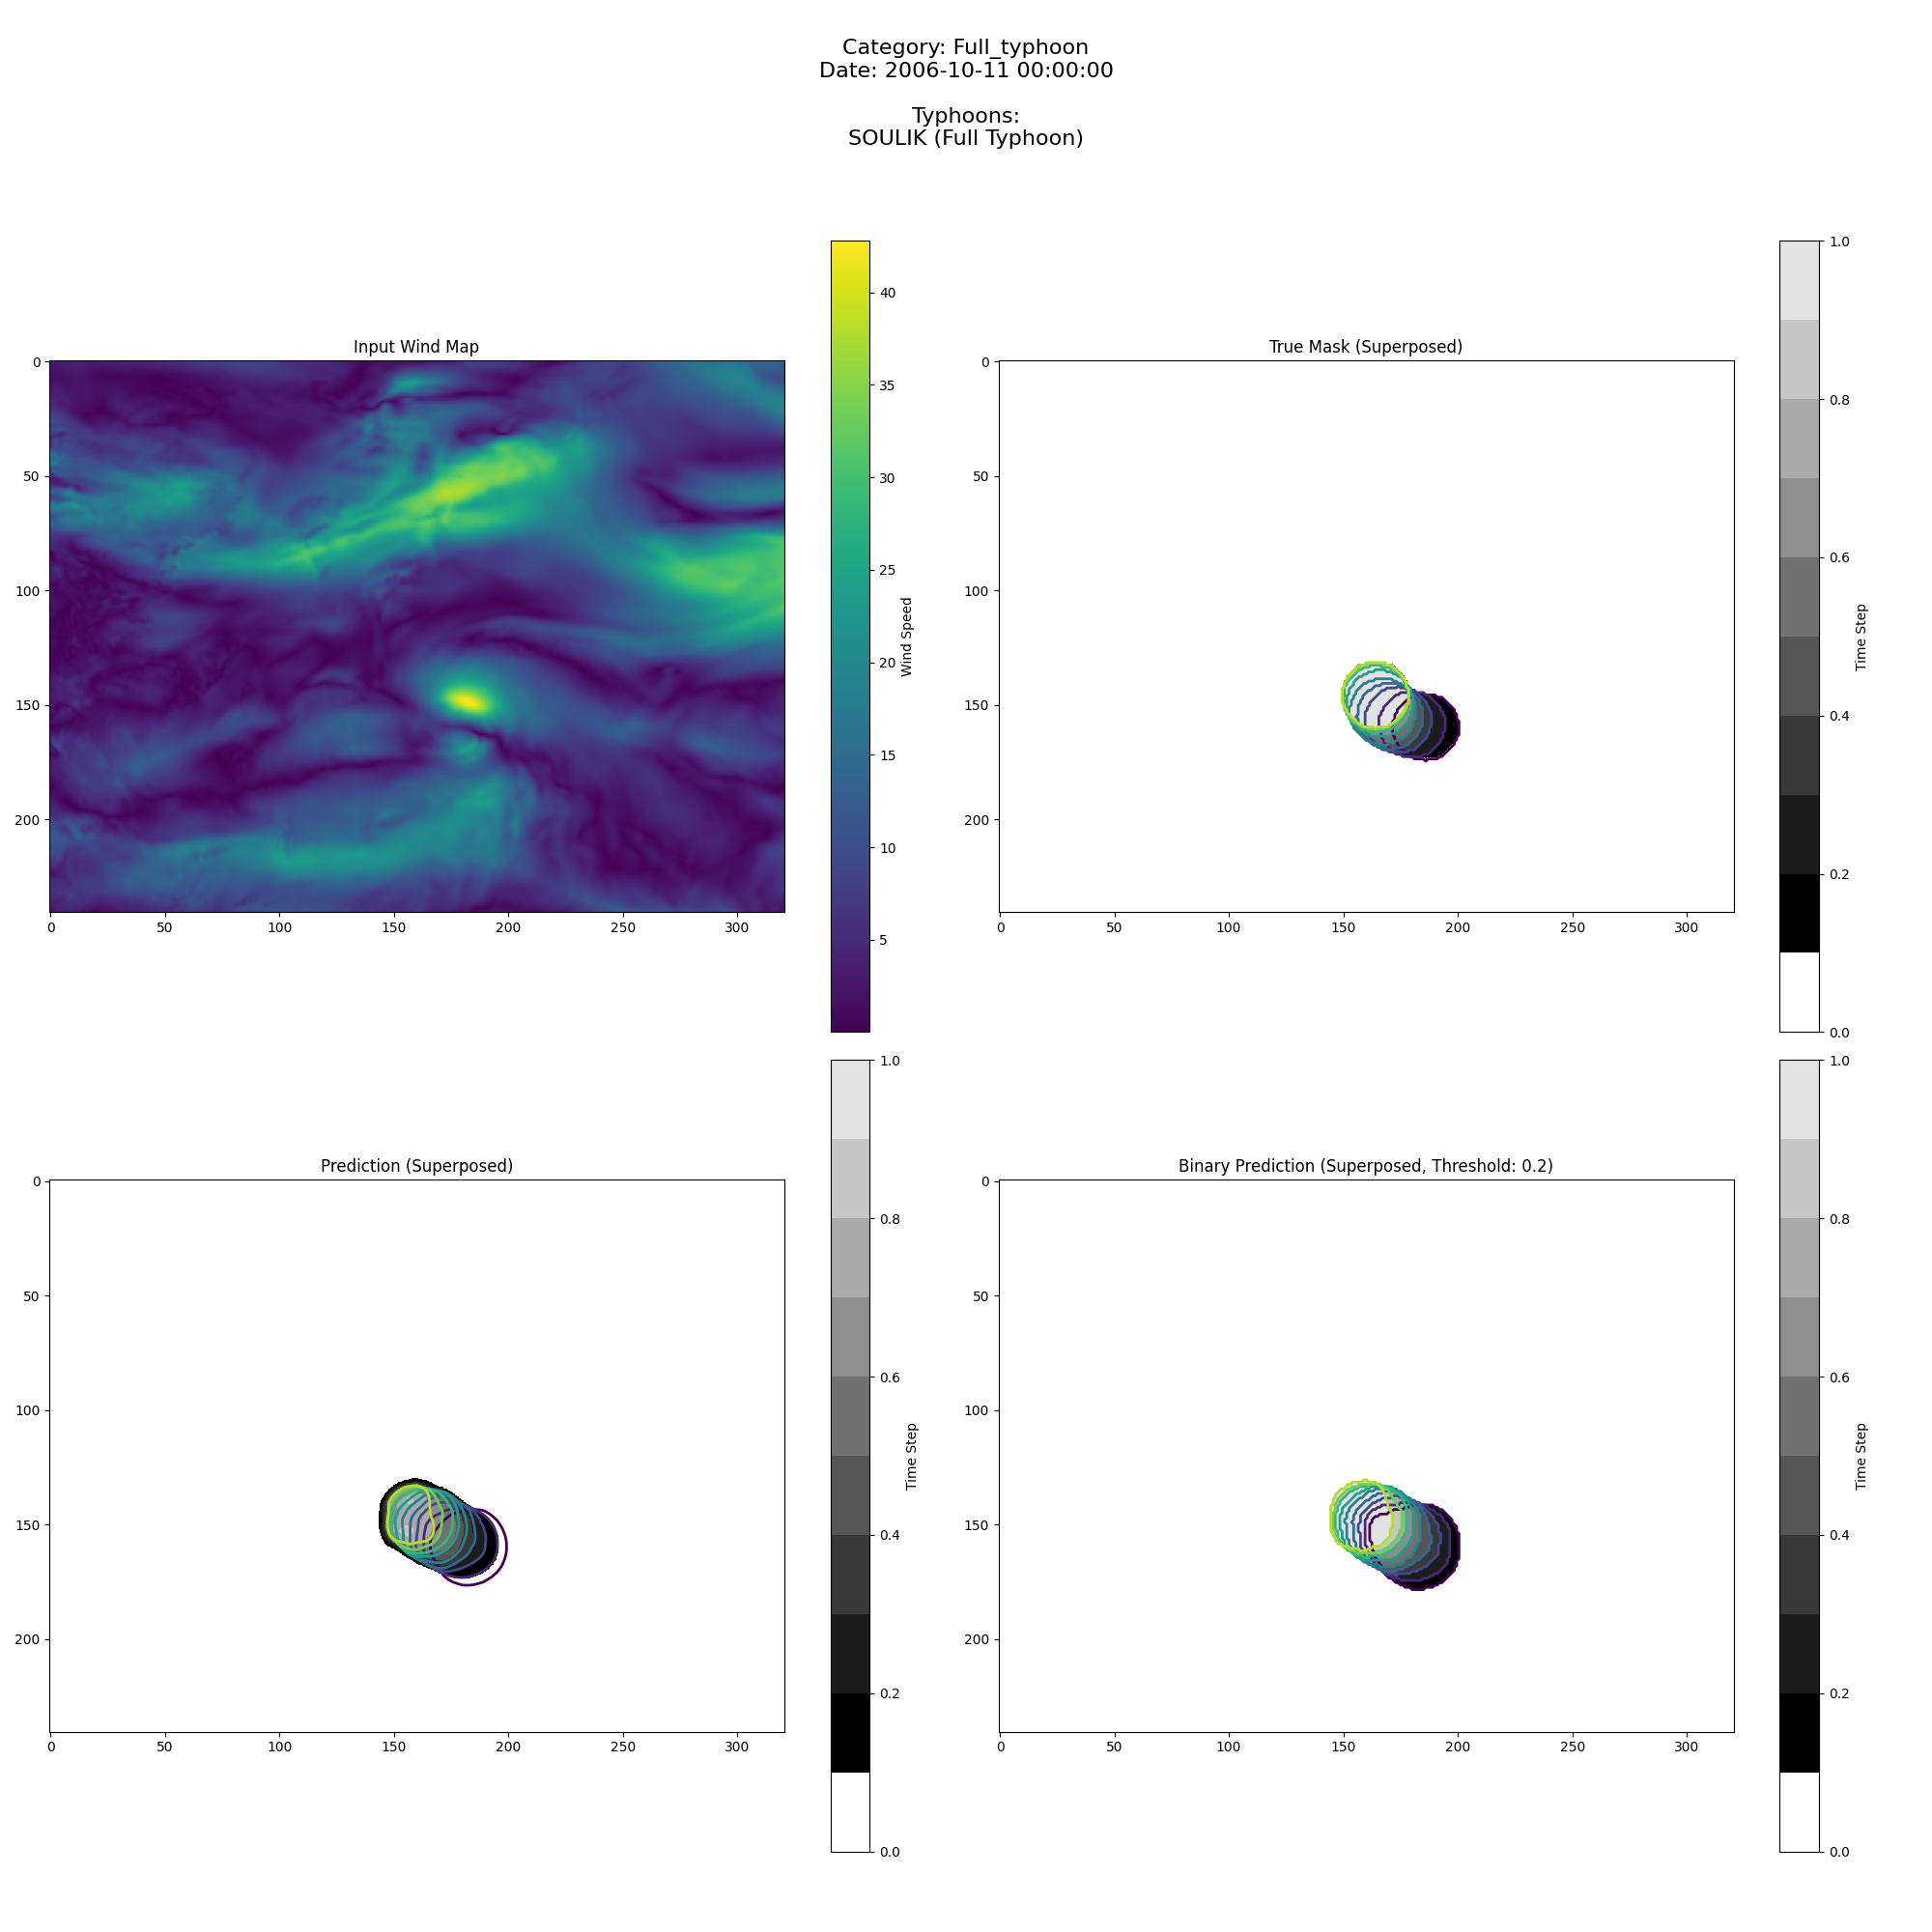 Category: Full_typhoon
Date: 2006-10-11 00:00:00
Typhoons:
SOULIK (Full Typhoon)
Input Wind Map
0
50
100
150
200
0 50 100 150 200 250 300
40
35
30
25
20
15
10
5
Wind Speed
True Mask (Superposed)
0
50
100
150
200
0 50 100 150 200 250 300
1.0
0.8
0.6
0.4
0.2
0.0
Time Step
Prediction (Superposed)
0
50
100
150
200
0 50 100 150 200 250 300
1.0
0.8
0.6
0.4
0.2
0.0
Time Step
Binary Prediction (Superposed, Threshold: 0.2)
0
50
100
150
200
0 50 100 150 200 250 300
1.0
0.8
0.6
0.4
0.2
0.0
Time Step